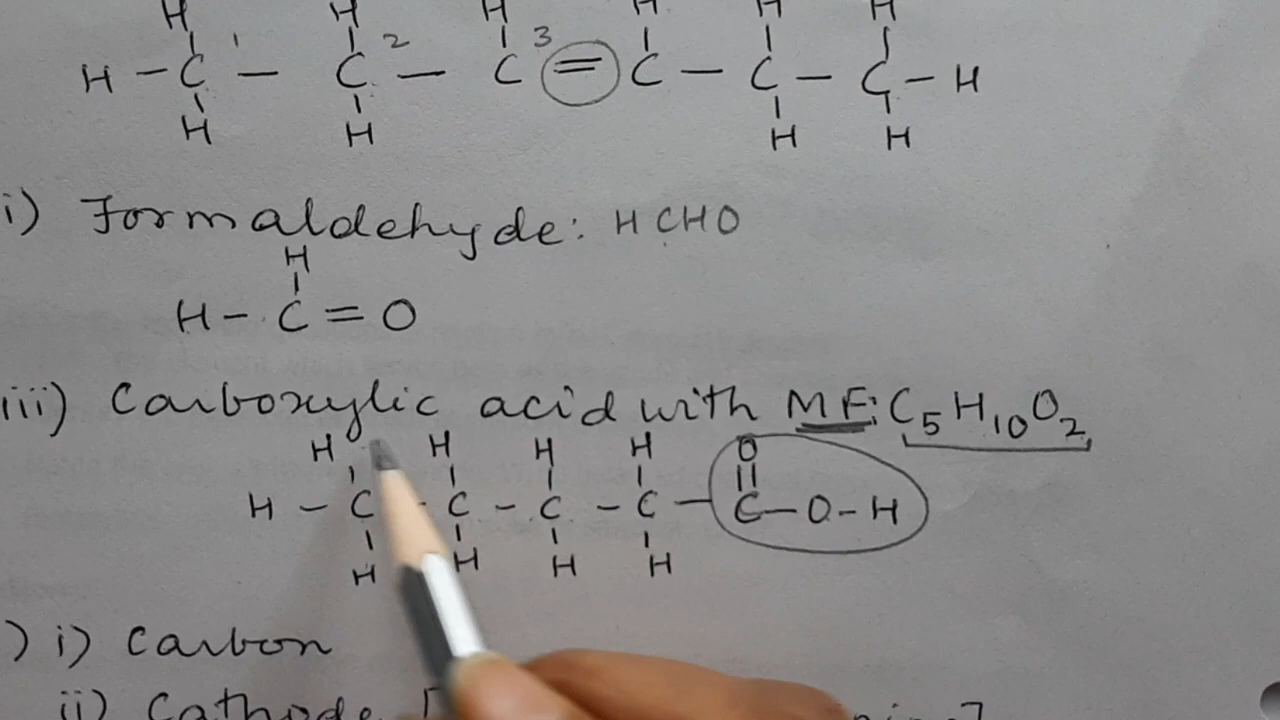 H H H H H H
1 2 3
H – C – C – C = C – C – C – H
H H H H
i) Formaldehyde: HCHO
H
H – C = O
iii) Carboxylic acid with MF: C5H10O2
H H H H O
H – C – C – C – C – C – O – H
H H H H
) i) Carbon
ii) Cathode [